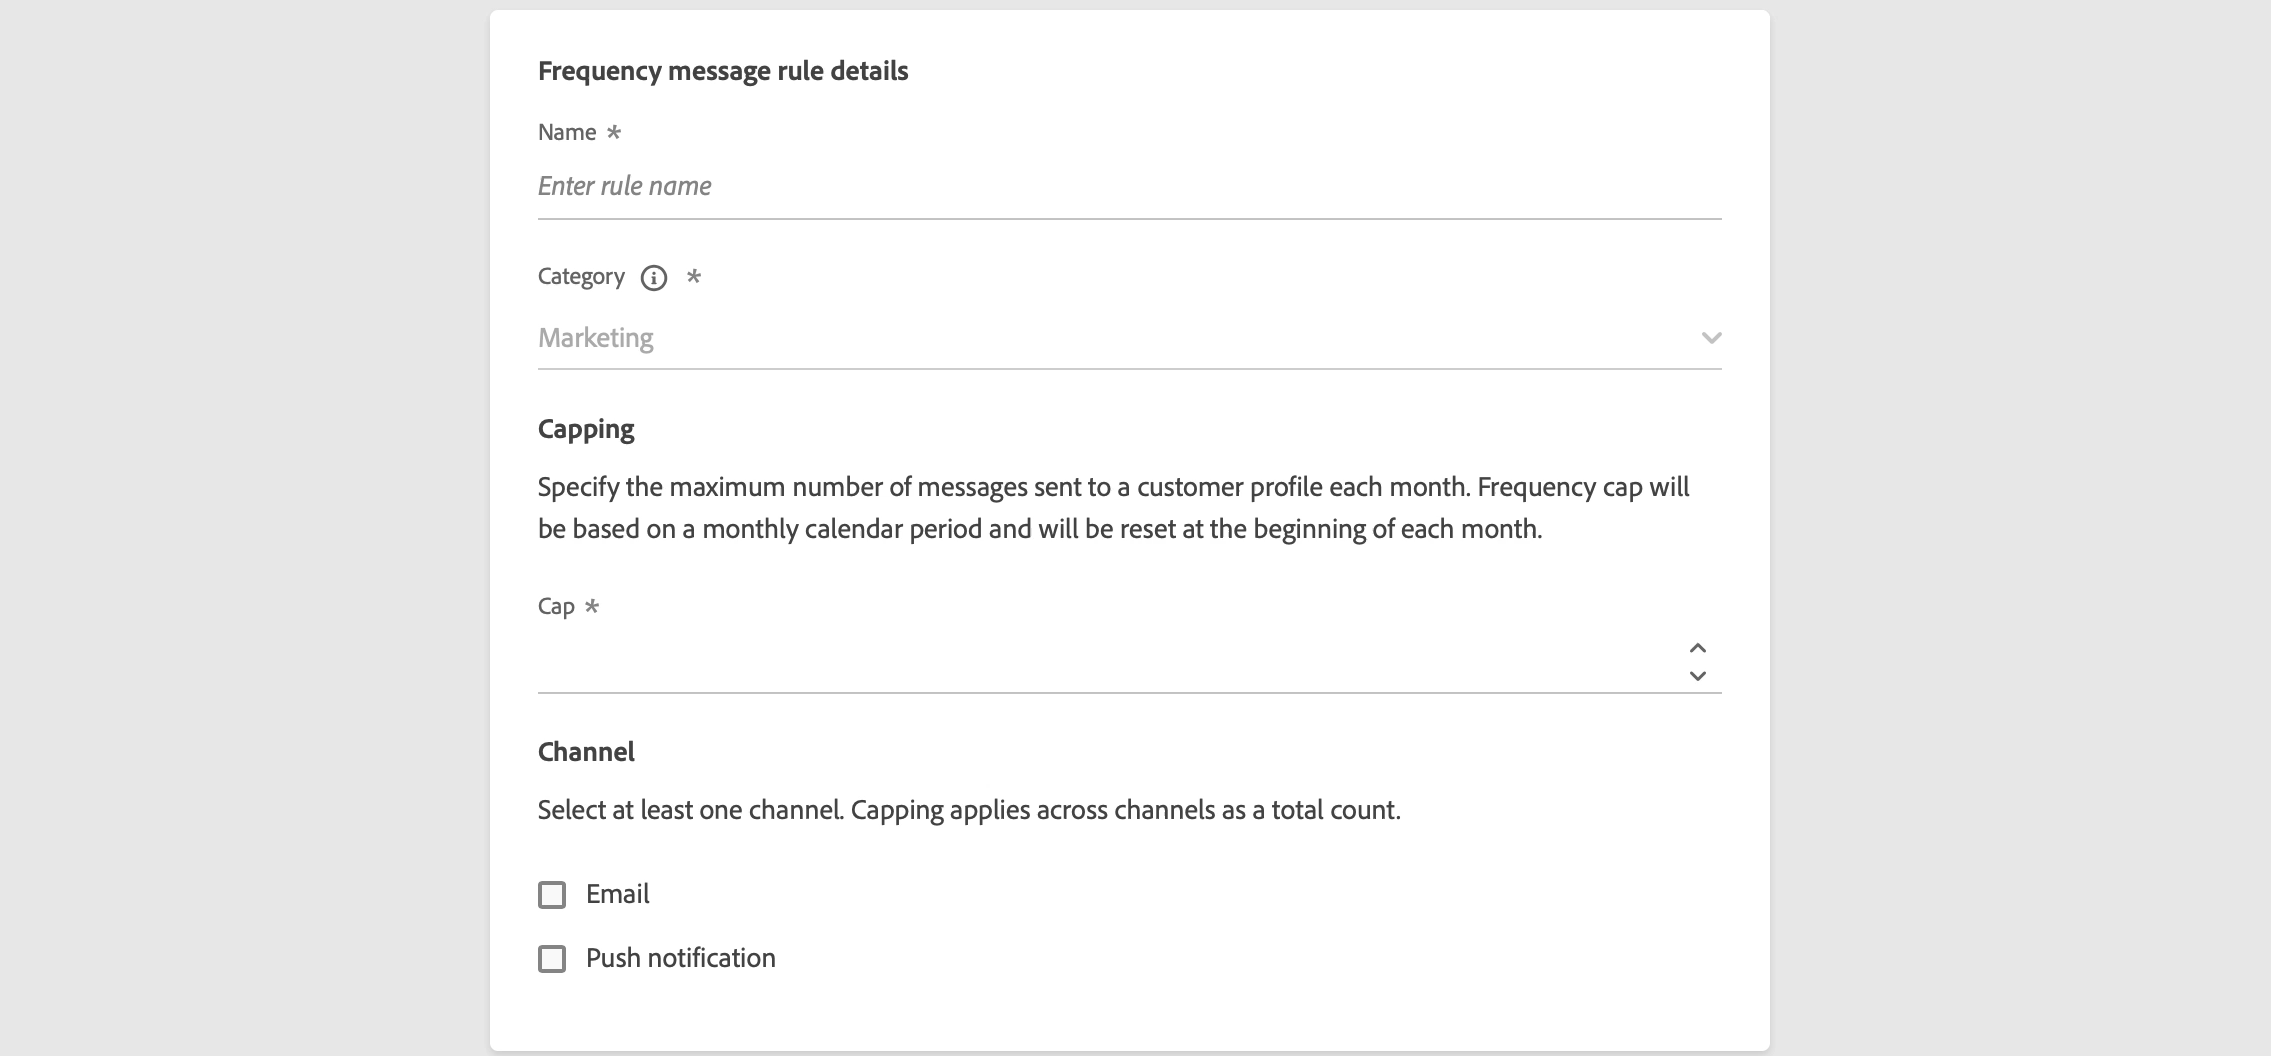 Frequency message rule details
Name *
Enter rule name
Category *
Marketing
Capping
Specify the maximum number of messages sent to a customer profile each month. Frequency cap will
be based on a monthly calendar period and will be reset at the beginning of each month.
Cap *
Channel
Select at least one channel. Capping applies across channels as a total count.
Email
Push notification